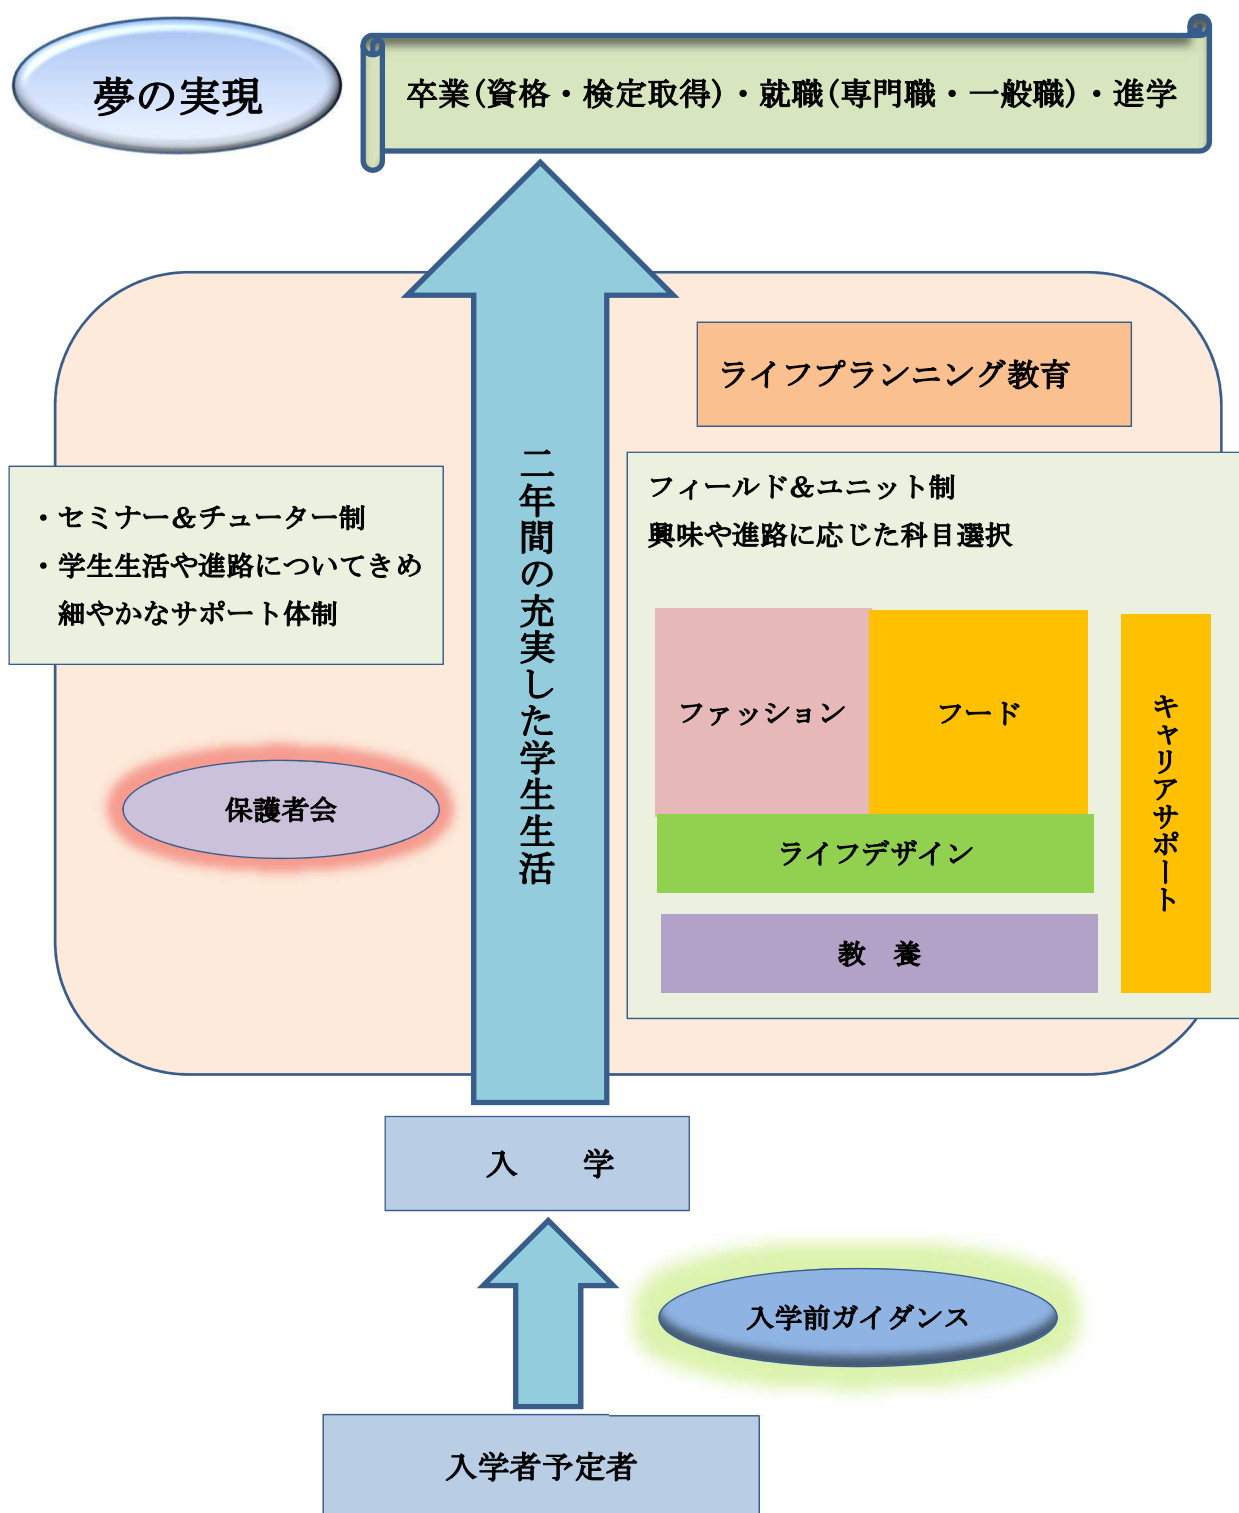 夢の実現
卒業(資格・検定取得)・就職(専門職・一般職)・進学
ライフプランニング教育
二年間の充実した学生生活
・セミナー＆チューター制
・学生生活や進路についてきめ
細やかなサポート体制
保護者会
フィールド＆ユニット制
興味や進路に応じた科目選択
ファッション
フード
キャリアサポート
ライフデザイン
教　養
入　　学
入学前ガイダンス
入学者予定者